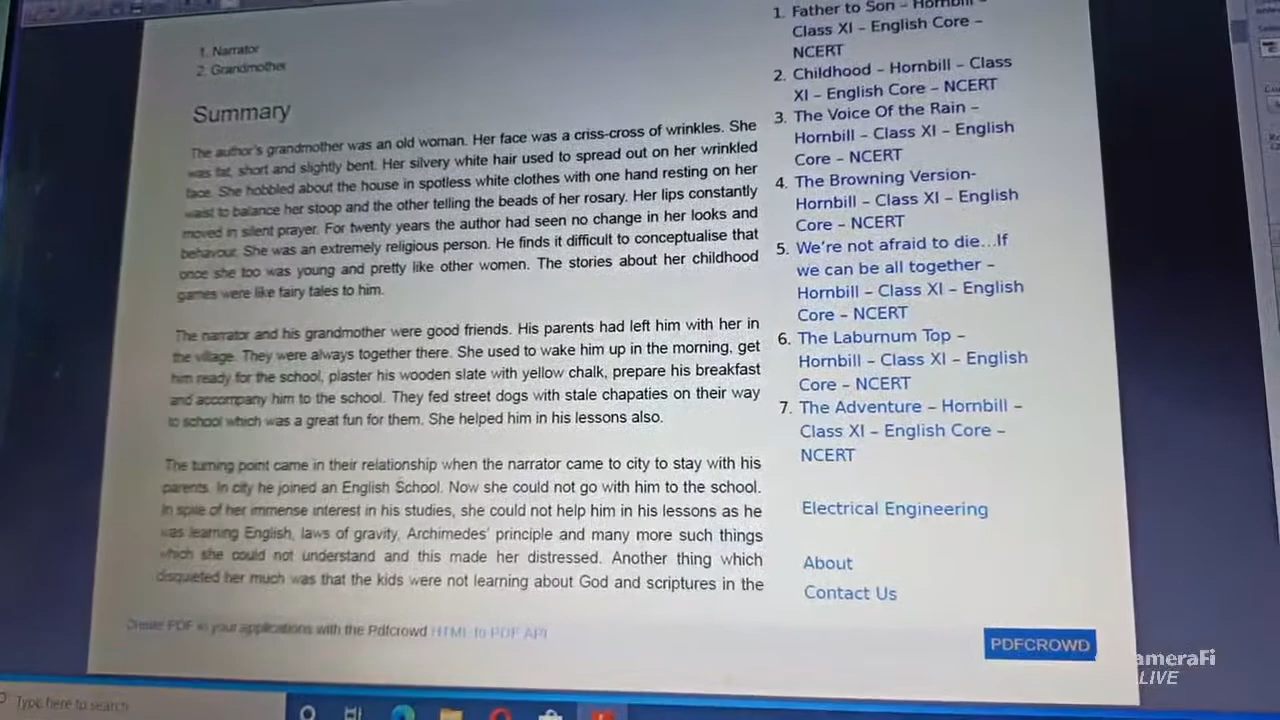 1. Narrator
2. Grandmother
Summary
The author's grandmother was an old woman. Her face was a criss-cross of wrinkles. She
was fat, short and slightly bent. Her silvery white hair used to spread out on her wrinkled
face. She hobbled about the house in spotless white clothes with one hand resting on her
waist to balance her stoop and the other telling the beads of her rosary. Her lips constantly
moved in silent prayer. For twenty years the author had seen no change in her looks and
behavour. She was an extremely religious person. He finds it difficult to conceptualise that
once she too was young and pretty like other women. The stories about her childhood
games were like fairy tales to him.
The narrator and his grandmother were good friends. His parents had left him with her in
the village. They were always together there. She used to wake him up in the morning, get
him ready for the school, plaster his wooden slate with yellow chalk, prepare his breakfast
and accompany him to the school. They fed street dogs with stale chapaties on their way
to school which was a great fun for them. She helped him in his lessons also.
The turning point came in their relationship when the narrator came to city to stay with his
parents. In city he joined an English School. Now she could not go with him to the school.
In spite of her immense interest in his studies, she could not help him in his lessons as he
was learning English, laws of gravity, Archimedes' principle and many more such things
which she could not understand and this made her distressed. Another thing which
disquieted her much was that the kids were not learning about God and scriptures in the
Create PDF in your applications with the Pdfcrowd HTML to PDF API
1. Father to Son – Hornbill –
Class XI – English Core –
NCERT
2. Childhood – Hornbill – Class
XI – English Core – NCERT
3. The Voice Of the Rain –
Hornbill – Class XI – English
Core – NCERT
4. The Browning Version-
Hornbill – Class XI – English
Core – NCERT
5. We're not afraid to die...If
we can be all together –
Hornbill – Class XI – English
Core – NCERT
6. The Laburnum Top –
Hornbill – Class XI – English
Core – NCERT
7. The Adventure – Hornbill –
Class XI – English Core –
NCERT
Electrical Engineering
About
Contact Us
PDFCROWD
ameraFi
LIVE
Type here to search